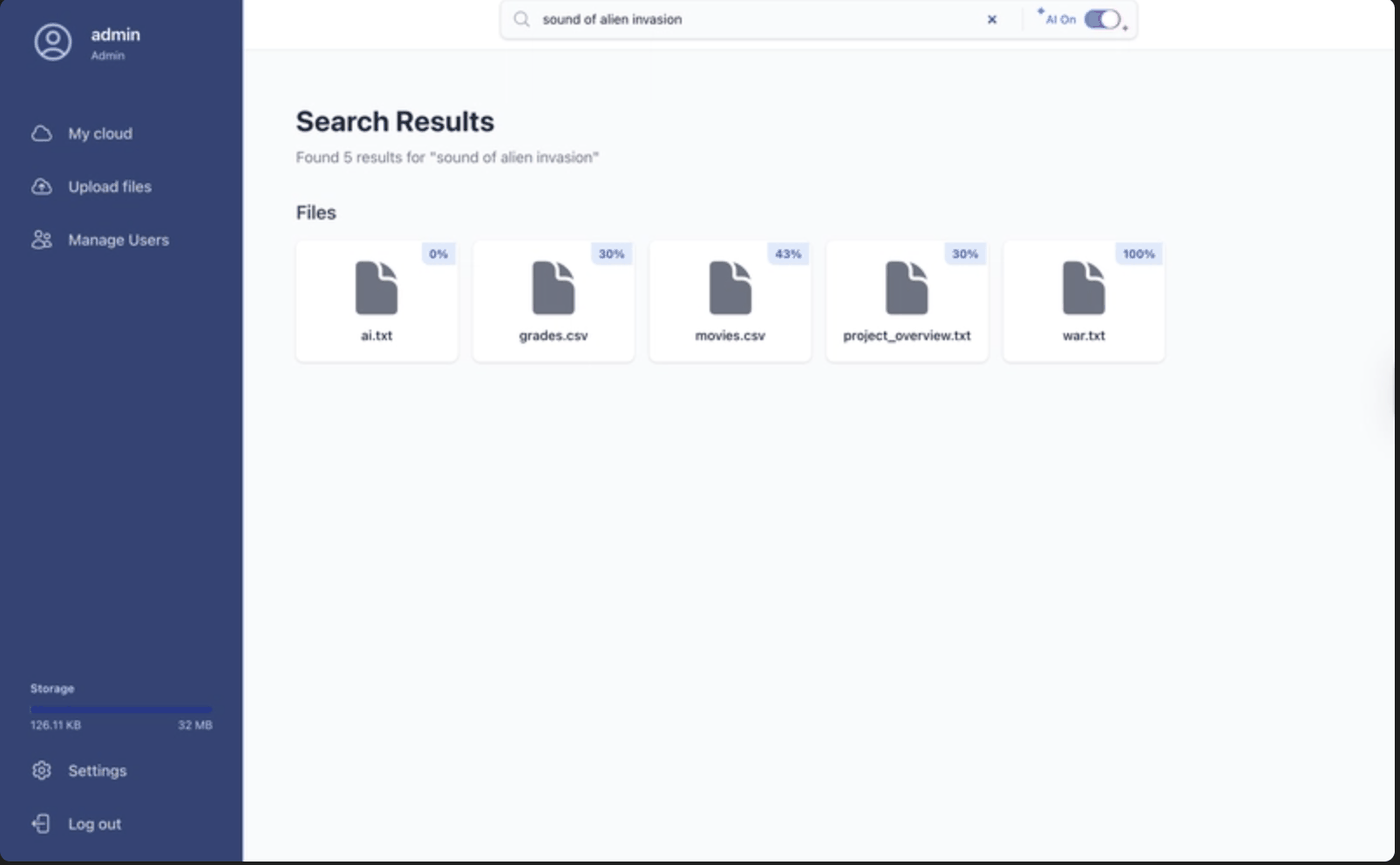 admin
Admin
My cloud
Upload files
Manage Users
Storage
126.11 KB 32 MB
Settings
Log out
sound of alien invasion
AI On
Search Results
Found 5 results for "sound of alien invasion"
Files
0%
ai.txt
30%
grades.csv
43%
movies.csv
30%
project_overview.txt
100%
war.txt